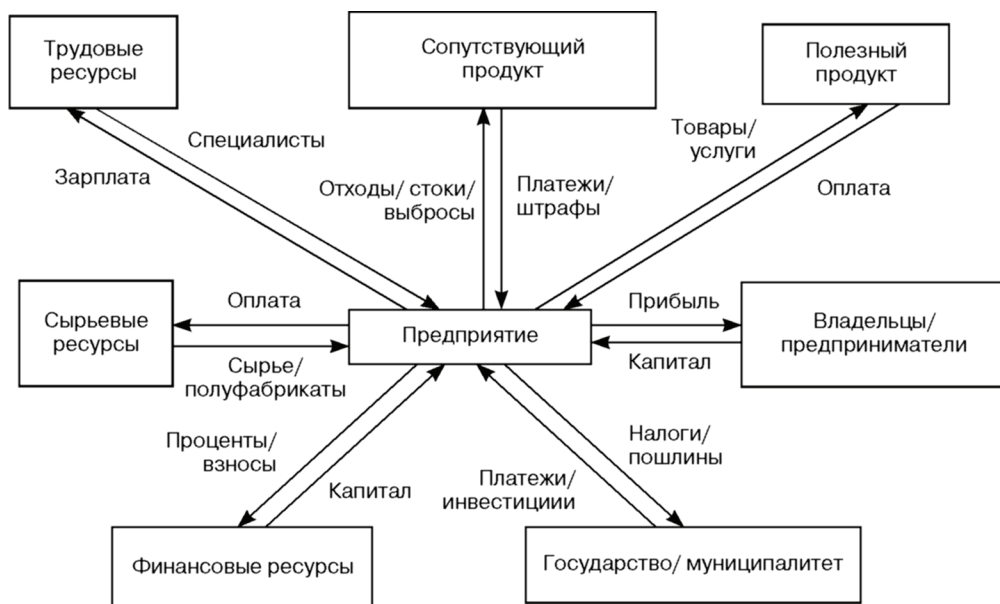 Трудовые
ресурсы
Сопутствующий
продукт
Полезный
продукт
Специалисты
Зарплата
Отходы/ стоки/
выбросы
Платежи/
штрафы
Товары/
услуги
Оплата
Сырьевые
ресурсы
Оплата
Сырье/
полуфабрикаты
Предприятие
Прибыль
Капитал
Владельцы/
предприниматели
Проценты/
взносы
Капитал
Платежи/
инвестициии
Налоги/
пошлины
Финансовые ресурсы
Государство/ муниципалитет